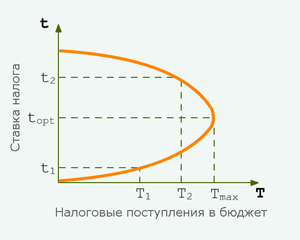 t
Ставка налога
t2
topt
t1
T1 T2 Tmax T
Налоговые поступления в бюджет